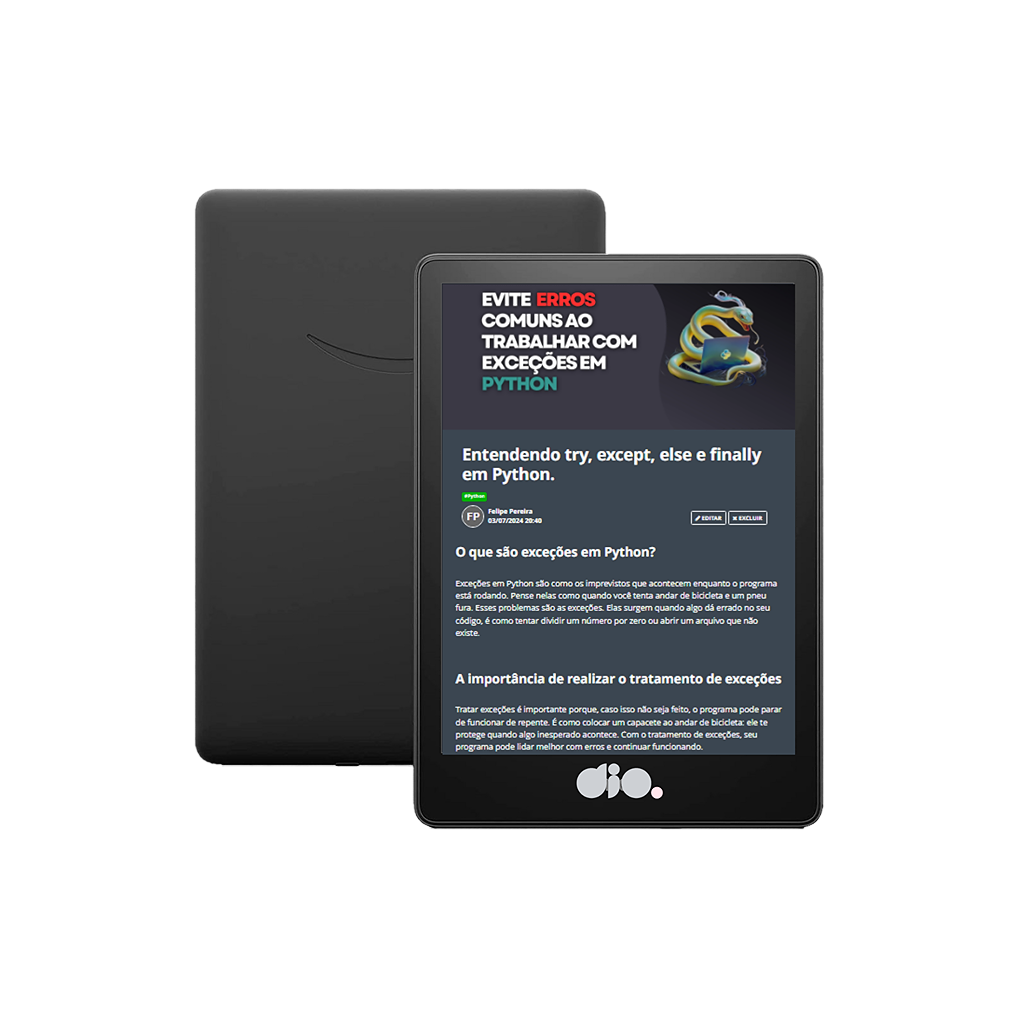 EVITE ERROS
COMUNS AO
TRABALHAR COM
EXCEÇÕES EM
PYTHON
Entendendo try, except, else e finally
em Python.
#Python
FP
Felipe Pereira
03/07/2024 20:40
EDITAR
EXCLUIR
O que são exceções em Python?
Exceções em Python são como os imprevistos que acontecem enquanto o programa
está rodando. Pense nelas como quando você tenta andar de bicicleta e um pneu
fura. Esses problemas são as exceções. Elas surgem quando algo dá errado no seu
código, é como tentar dividir um número por zero ou abrir um arquivo que não
existe.
A importância de realizar o tratamento de exceções
Tratar exceções é importante porque, caso isso não seja feito, o programa pode parar
de funcionar de repente. É como colocar um capacete ao andar de bicicleta: ele te
protege quando algo inesperado acontece. Com o tratamento de exceções, seu
programa pode lidar melhor com erros e continuar funcionando.
dio.